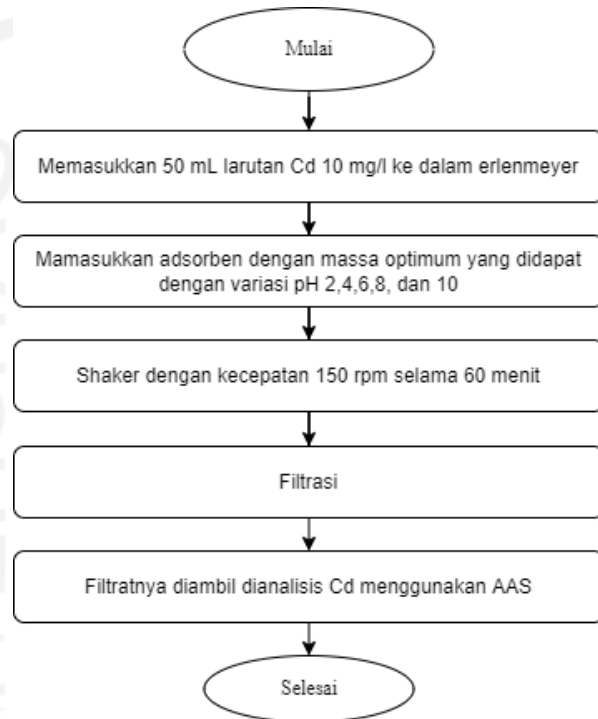 Mulai
Memasukkan 50 mL larutan Cd 10 mg/l ke dalam erlenmeyer
Mamasukkan adsorben dengan massa optimum yang didapat
dengan variasi pH 2,4,6,8, dan 10
Shaker dengan kecepatan 150 rpm selama 60 menit
Filtrasi
Filtratnya diambil dianalisis Cd menggunakan AAS
Selesai